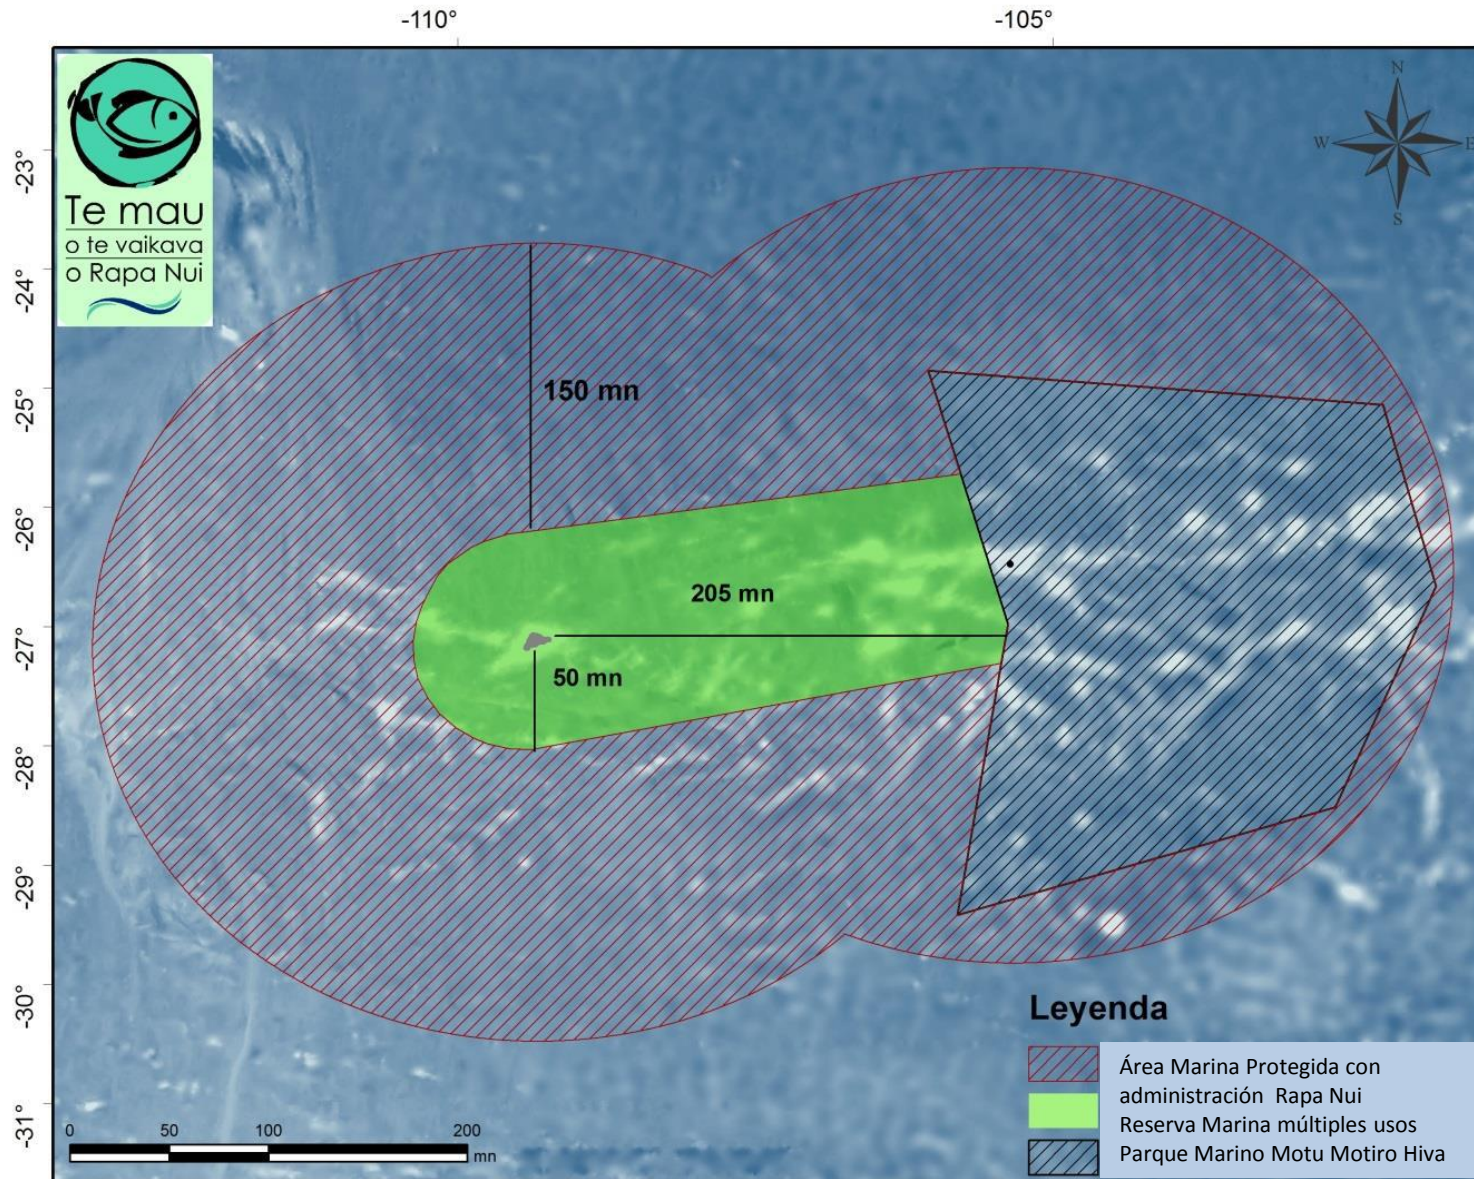 -110°
-105°
Te mau
o te vaikava
o Rapa Nui
N
W
E
S
-23°
-24°
-25°
-26°
-27°
-28°
-29°
-30°
-31°
150 mn
205 mn
50 mn
Leyenda
Área Marina Protegida con
administración Rapa Nui
Reserva Marina múltiples usos
Parque Marino Motu Motiro Hiva
0 50 100 200
mn